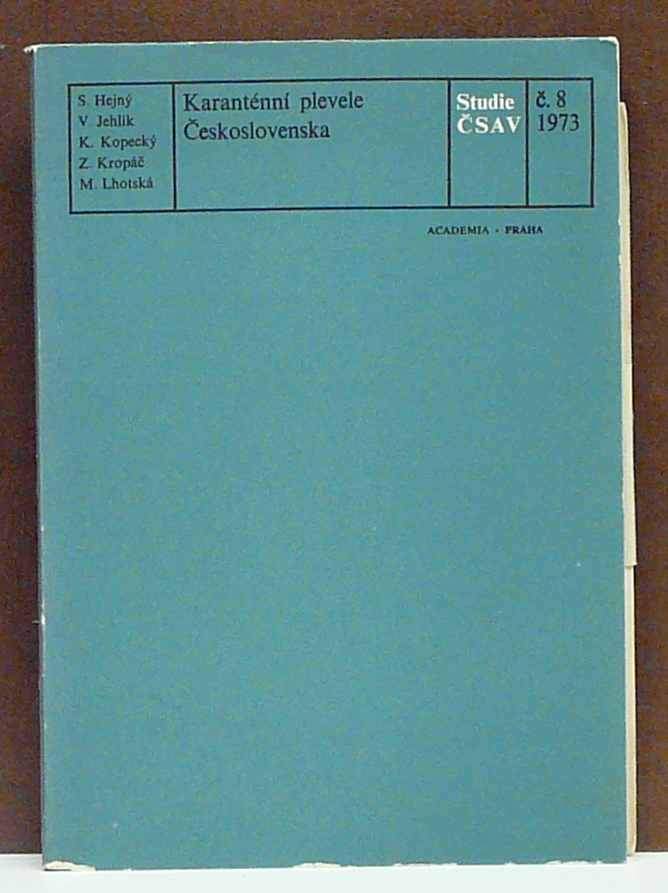 S. Hejný
V. Jehlík
K. Kopecký
Z. Kropáč
M. Lhotská
Karanténní plevele
Československa
Studie
ČSAV
č. 8
1973
ACADEMIA - PRAHA